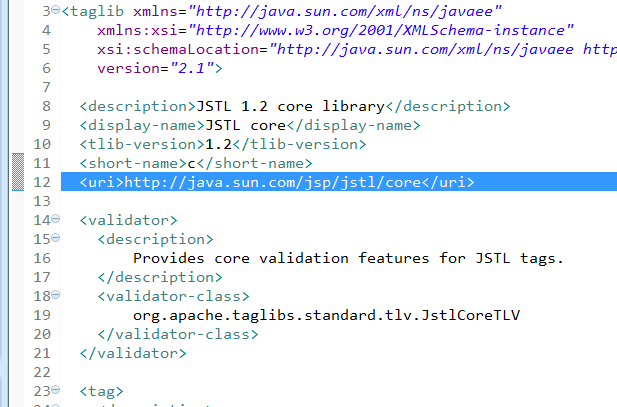 3 <taglib xmlns="http://java.sun.com/xml/ns/javaee"
4 xmlns:xsi="http://www.w3.org/2001/XMLSchema-instance"
5 xsi:schemaLocation="http://java.sun.com/xml/ns/javaee http
6 version="2.1">
7
8 <description>JSTL 1.2 core library</description>
9 <display-name>JSTL core</display-name>
10 <tlib-version>1.2</tlib-version>
11 <short-name>c</short-name>
12 <uri>http://java.sun.com/jsp/jstl/core</uri>
13
14 <validator>
15 <description>
16 Provides core validation features for JSTL tags.
17 </description>
18 <validator-class>
19 org.apache.taglibs.standard.tlv.JstlCoreTLV
20 </validator-class>
21 </validator>
22
23 <tag>